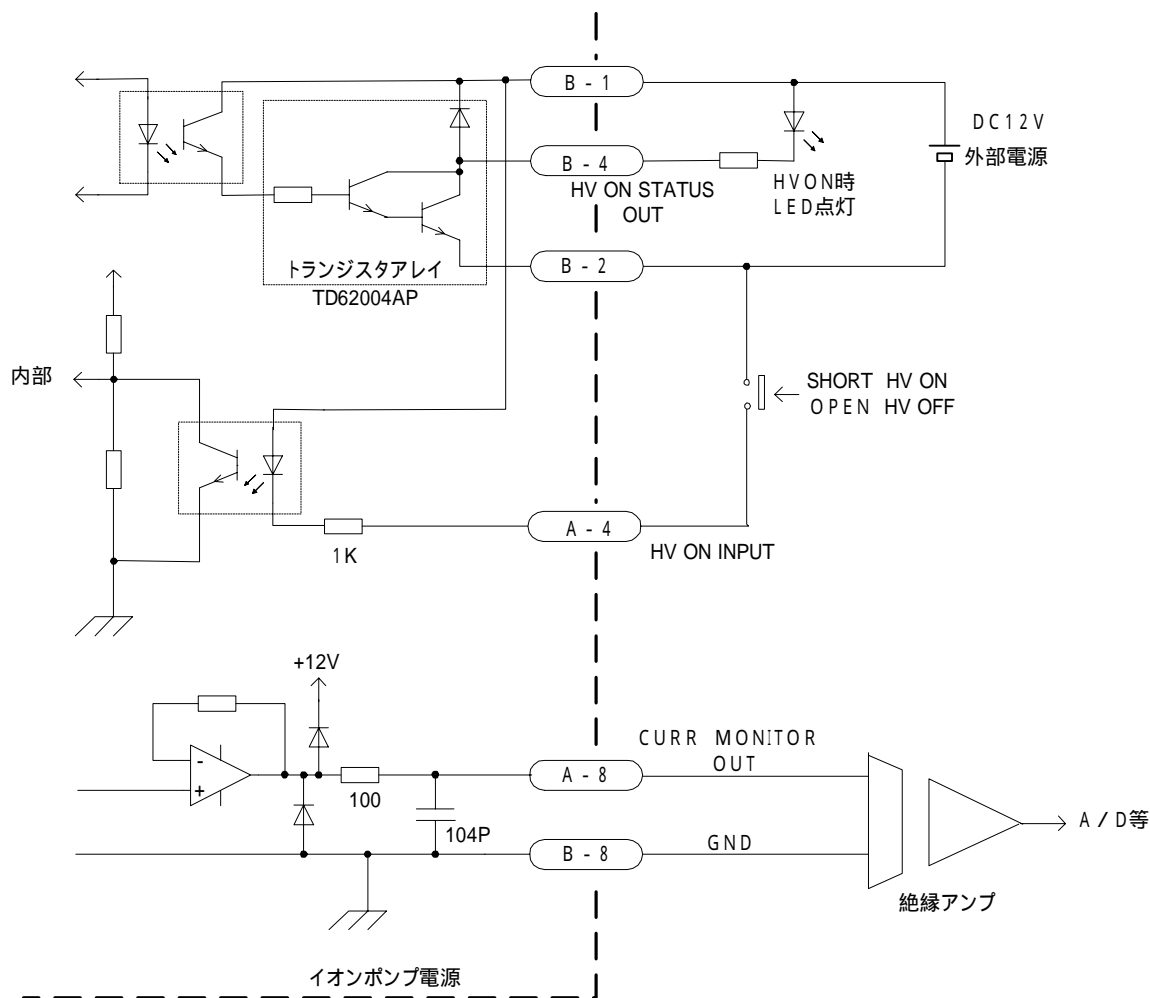 B - 1
DC12V
外部電源
B - 4
HV ON STATUS
OUT
HVON時
LED点灯
B - 2
トランジスタアレイ
TD62004AP
内部
SHORT HV ON
OPEN HV OFF
A - 4
1K
HV ON INPUT
+12V
-
+
100
104P
CURR MONITOR
OUT
A - 8
A/D等
B - 8
GND
絶縁アンプ
イオンポンプ電源